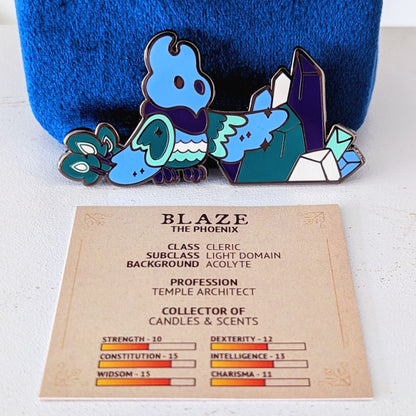 BLAZE
THE PHOENIX
CLASS CLERIC
SUBCLASS LIGHT DOMAIN
BACKGROUND ACOLYTE
PROFESSION
TEMPLE ARCHITECT
COLLECTOR OF
CANDLES & SCENTS
STRENGTH - 10 DEXTERITY - 12
CONSTITUTION - 15 INTELLIGENCE - 13
WIDSOM - 15 CHARISMA - 11